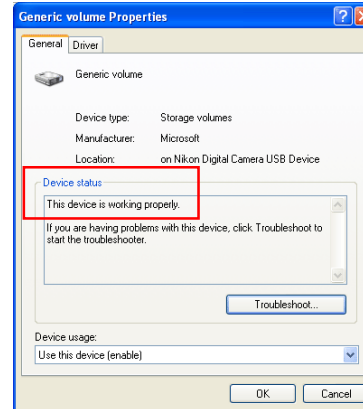 Generic volume Properties
General
Driver
Generic volume
Device type: Storage volumes
Manufacturer: Microsoft
Location: on Nikon Digital Camera USB Device
Device status
This device is working properly.
If you are having problems with this device, click Troubleshoot to
start the troubleshooter.
Troubleshoot...
Device usage:
Use this device (enable)
OK
Cancel